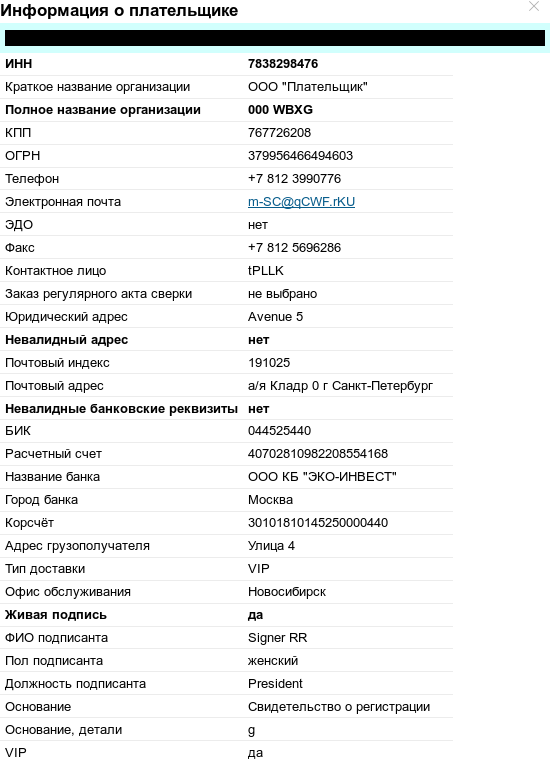 Информация о плательщике
ИНН 7838298476
Краткое название организации ООО "Плательщик"
Полное название организации 000 WBXG
КПП 767726208
ОГРН 379956466494603
Телефон +7 812 3990776
Электронная почта m-SC@qCWF.rKU
ЭДО нет
Факс +7 812 5696286
Контактное лицо tPLLK
Заказ регулярного акта сверки не выбрано
Юридический адрес Avenue 5
Невалидный адрес нет
Почтовый индекс 191025
Почтовый адрес а/я Кладр 0 г Санкт-Петербург
Невалидные банковские реквизиты нет
БИК 044525440
Расчетный счет 40702810982208554168
Название банка ООО КБ "ЭКО-ИНВЕСТ"
Город банка Москва
Корсчёт 30101810145250000440
Адрес грузополучателя Улица 4
Тип доставки VIP
Офис обслуживания Новосибирск
Живая подпись да
ФИО подписанта Signer RR
Пол подписанта женский
Должность подписанта President
Основание Свидетельство о регистрации
Основание, детали g
VIP да